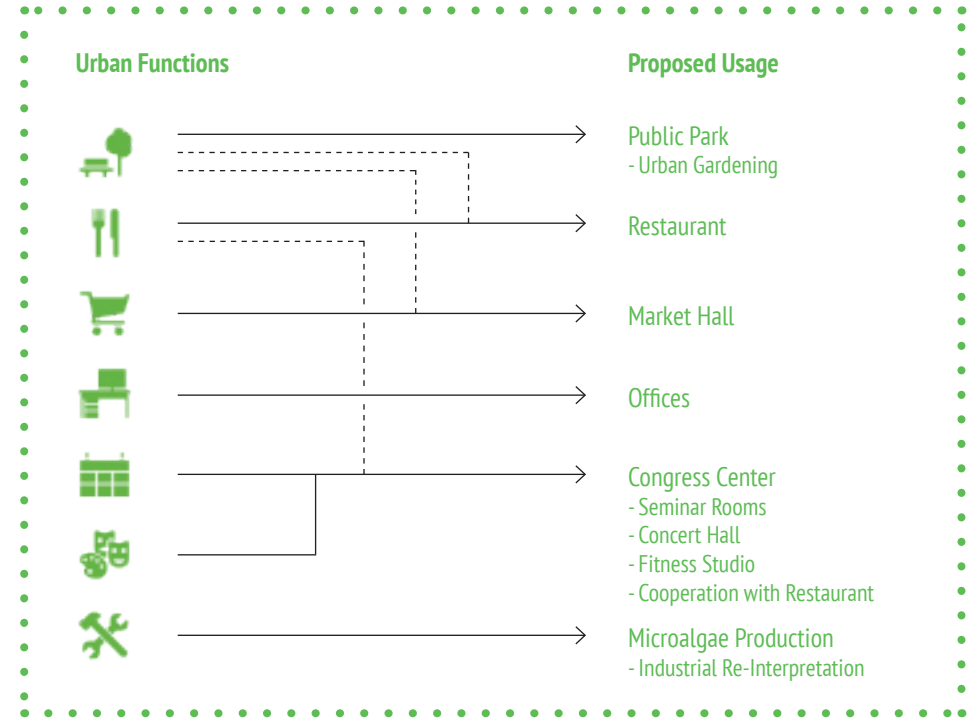 Urban Functions
Proposed Usage
Public Park
- Urban Gardening
Restaurant
Market Hall
Offices
Congress Center
- Seminar Rooms
- Concert Hall
- Fitness Studio
- Cooperation with Restaurant
Microalgae Production
- Industrial Re-Interpretation